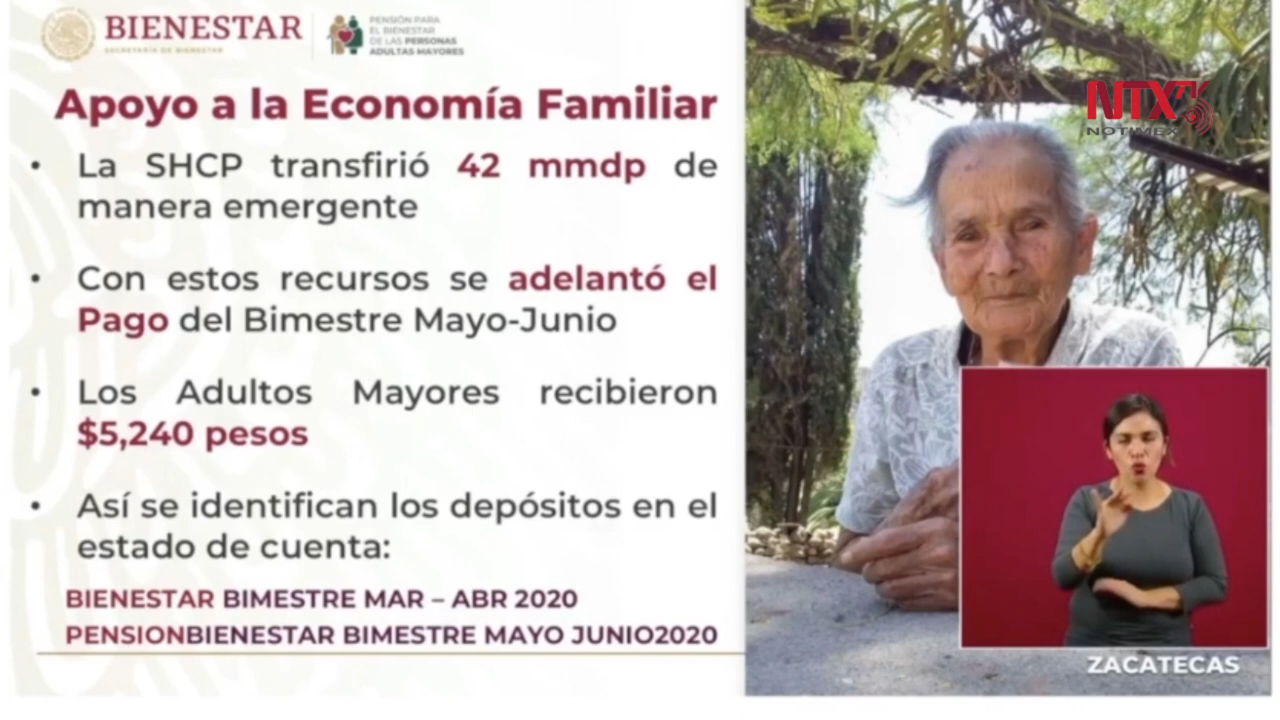 BIENESTAR
SECRETARÍA DE BIENESTAR
PENSIÓN PARA
EL BIENESTAR
DE LAS PERSONAS
ADULTAS MAYORES
NTX
NOTIMEX
Apoyo a la Economía Familiar
• La SHCP transfirió 42 mmdp de
manera emergente
• Con estos recursos se adelantó el
Pago del Bimestre Mayo-Junio
• Los Adultos Mayores recibieron
$5,240 pesos
• Así se identifican los depósitos en el
estado de cuenta:
BIENESTAR BIMESTRE MAR – ABR 2020
PENSIONBIENESTAR BIMESTRE MAYO JUNIO2020
ZACATECAS